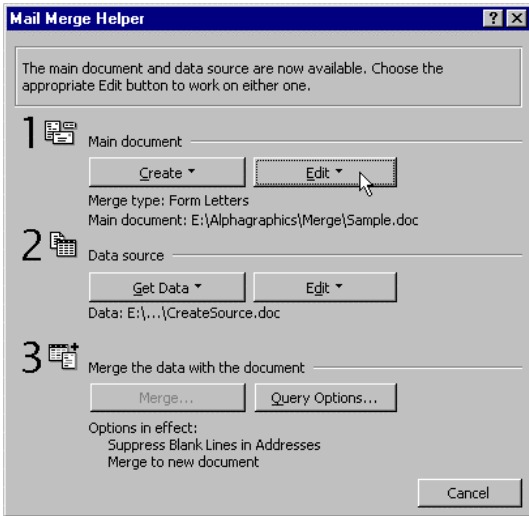 Mail Merge Helper
The main document and data source are now available. Choose the
appropriate Edit button to work on either one.
1
Main document
Create
Edit
Merge type: Form Letters
Main document: E:\Alphagraphics\Merge\Sample.doc
2
Data source
Get Data
Edit
Data: E:\...\CreateSource.doc
3
Merge the data with the document
Merge...
Query Options...
Options in effect:
Suppress Blank Lines in Addresses
Merge to new document
Cancel